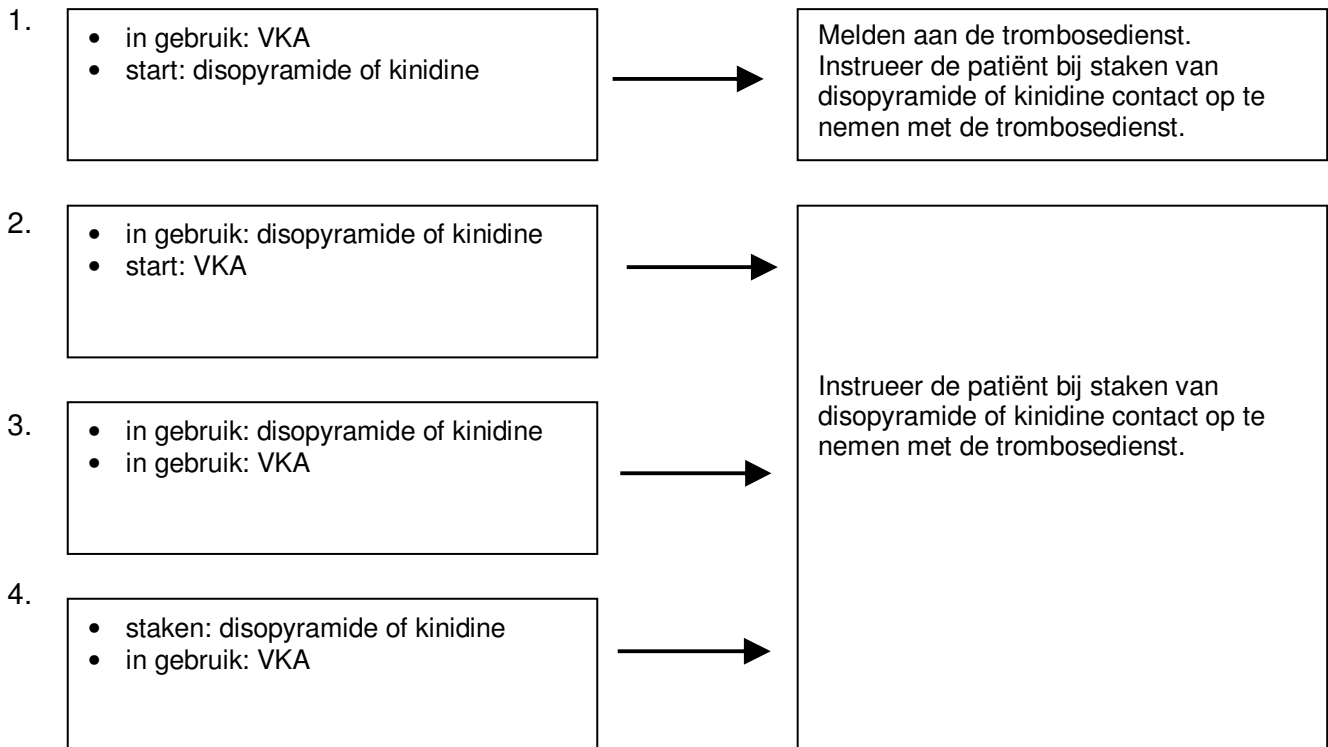 1.
• in gebruik: VKA
• start: disopyramide of kinidine
Melden aan de trombosedienst.
Instrueer de patiënt bij staken van
disopyramide of kinidine contact op te
nemen met de trombosedienst.
2.
• in gebruik: disopyramide of kinidine
• start: VKA
3.
• in gebruik: disopyramide of kinidine
• in gebruik: VKA
4.
• staken: disopyramide of kinidine
• in gebruik: VKA
Instrueer de patiënt bij staken van
disopyramide of kinidine contact op te
nemen met de trombosedienst.